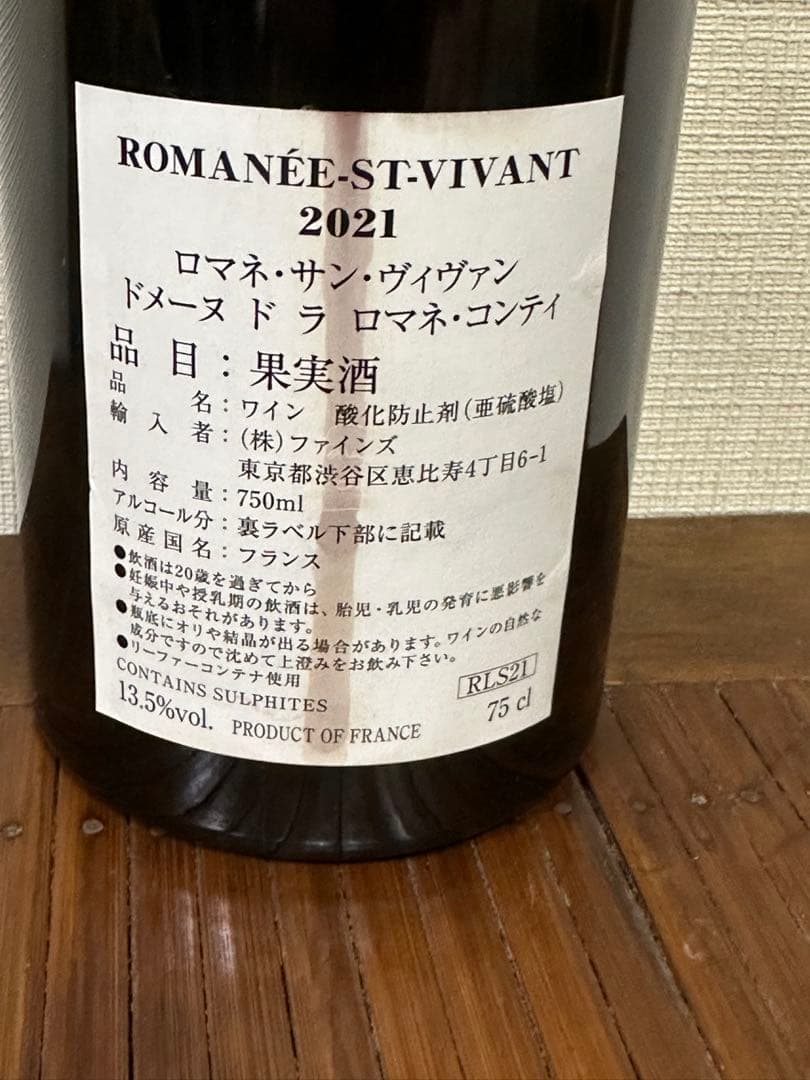 ROMANÉE-ST-VIVANT
2021
ロマネ・サン・ヴィヴァン
ドメーヌ ド ラ ロマネ・コンティ
品目：果実酒
品名：ワイン 酸化防止剤(亜硫酸塩)
輸入者：(株)ファインズ
東京都渋谷区恵比寿4丁目6-1
内容量：750ml
アルコール分：裏ラベル下部に記載
原産国名：フランス
●飲酒は20歳を過ぎてから
●妊娠中や授乳期の飲酒は、胎児・乳児の発育に悪影響を
与えるおそれがあります。
●瓶底にオリや結晶が出る場合があります。ワインの自然な
成分ですので沈めて上澄みをお飲み下さい。
●リーファーコンテナ使用
CONTAINS SULPHITES
RLS21
13.5%vol. PRODUCT OF FRANCE 75 cl